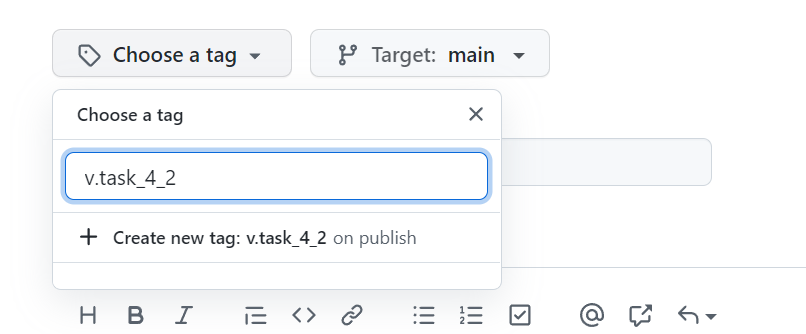 Choose a tag Target: main
Choose a tag
v.task_4_2
Create new tag: v.task_4_2 on publish